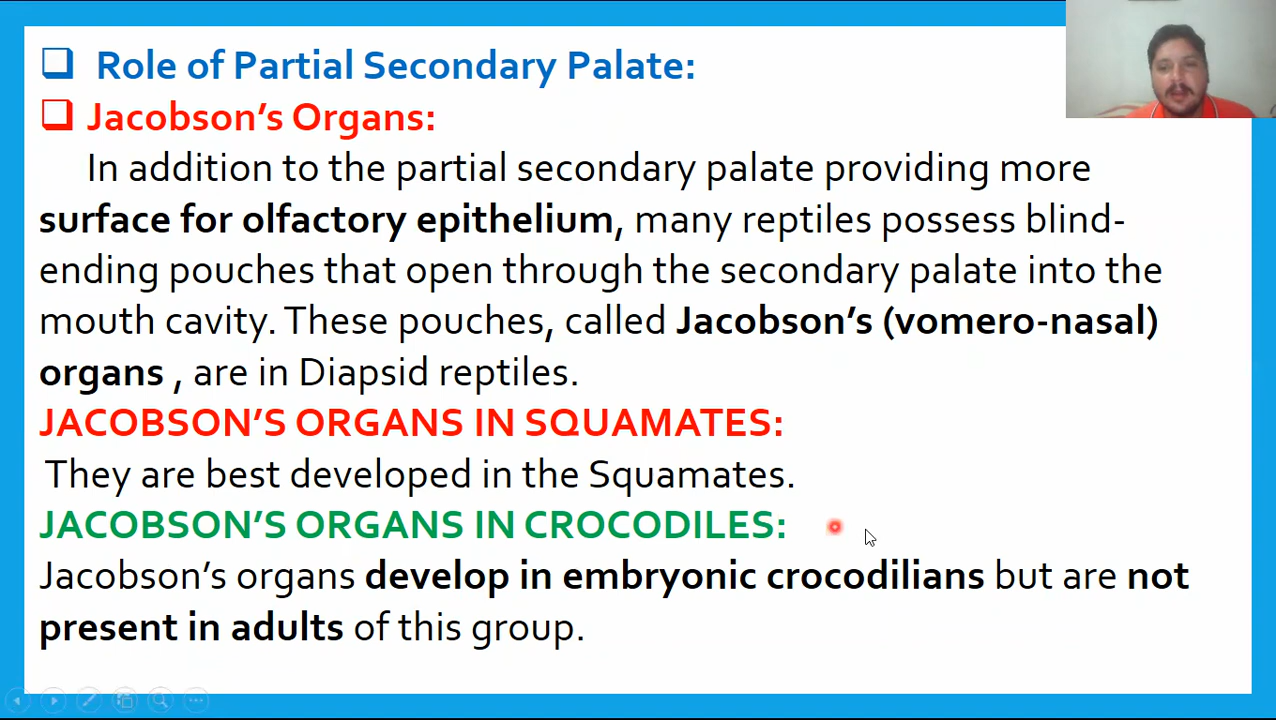 Role of Partial Secondary Palate:
Jacobson's Organs:
In addition to the partial secondary palate providing more
surface for olfactory epithelium, many reptiles possess blind-
ending pouches that open through the secondary palate into the
mouth cavity. These pouches, called Jacobson's (vomero-nasal)
organs , are in Diapsid reptiles.
JACOBSON'S ORGANS IN SQUAMATES:
They are best developed in the Squamates.
JACOBSON'S ORGANS IN CROCODILES:
Jacobson's organs develop in embryonic crocodilians but are not
present in adults of this group.